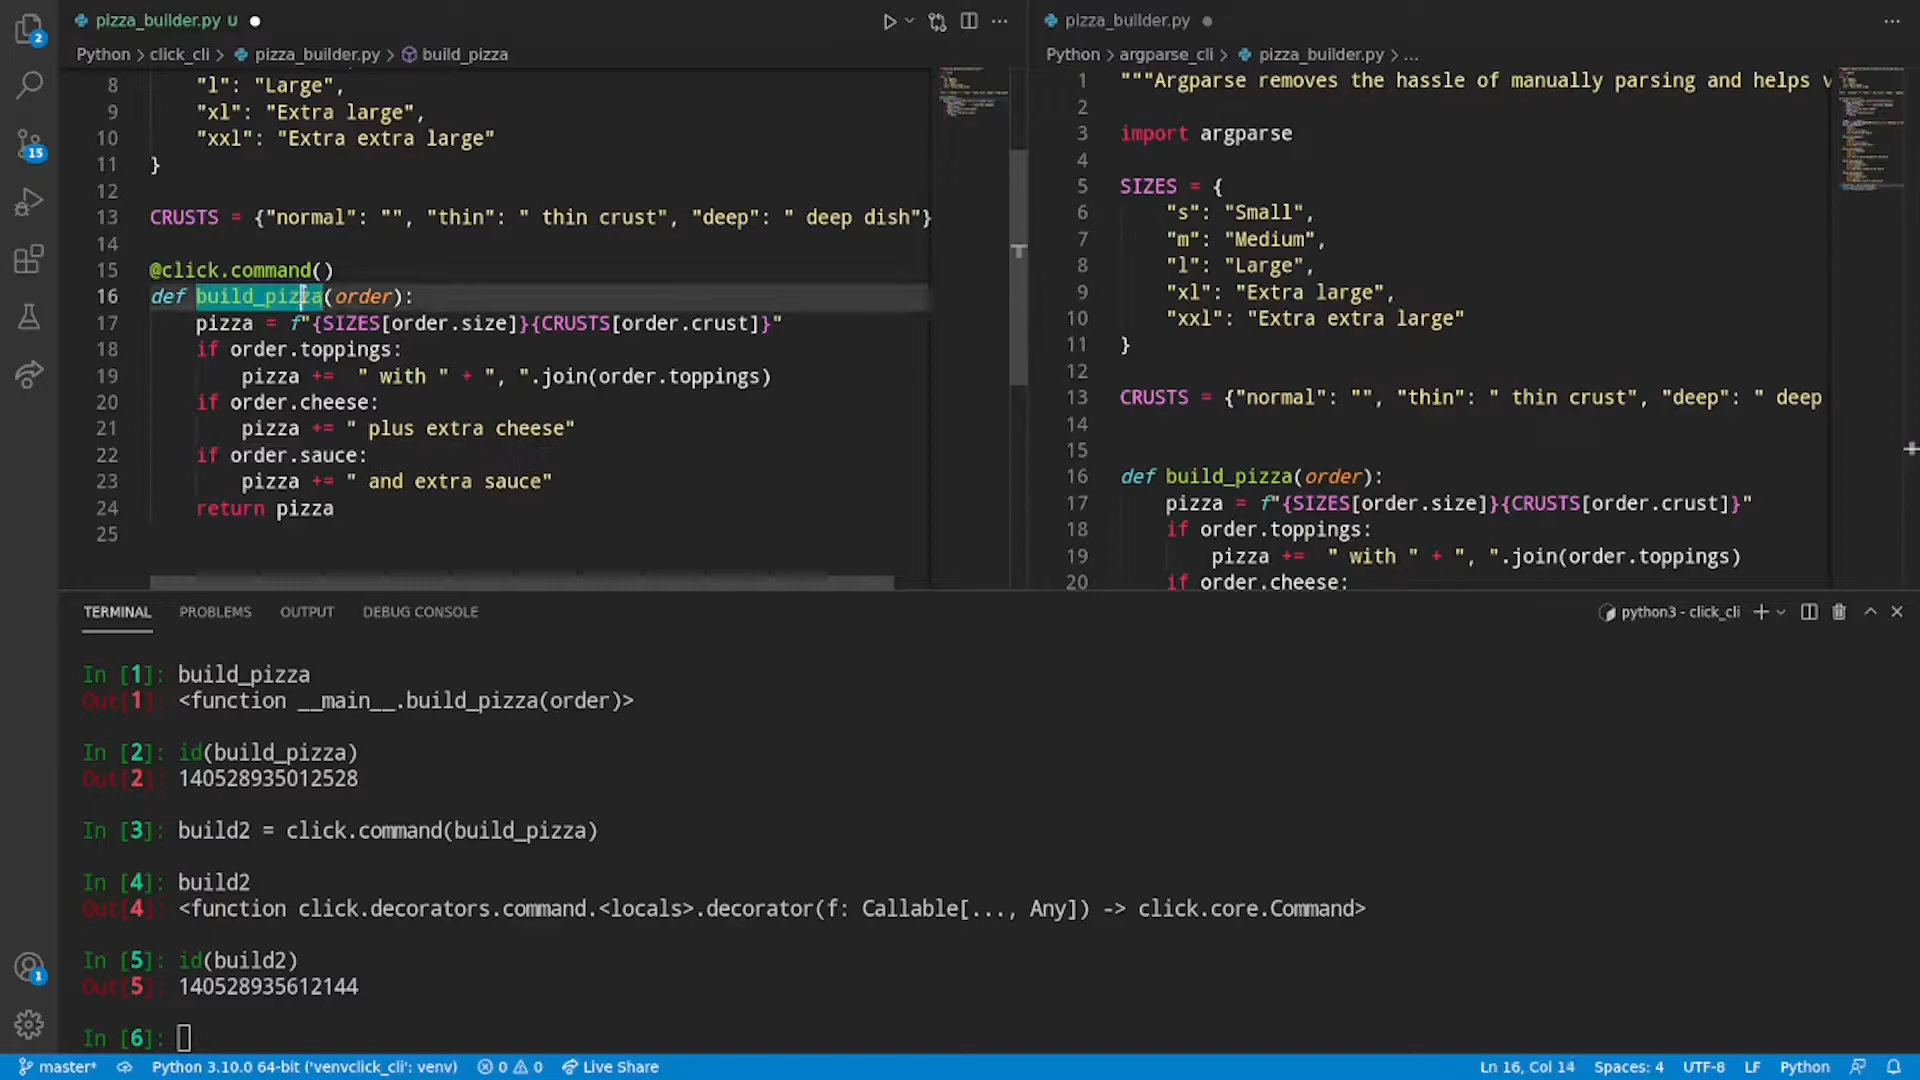 pizza_builder.py U
Python > click_cli > pizza_builder.py > build_pizza
8 "l": "Large",
9 "xl": "Extra large",
10 "xxl": "Extra extra large"
11 }
12
13 CRUSTS = {"normal": "", "thin": " thin crust", "deep": " deep dish"}
14
15 @click.command()
16 def build_pizza(order):
17 pizza = f"{SIZES[order.size]}{CRUSTS[order.crust]}"
18 if order.toppings:
19 pizza += " with " + ", ".join(order.toppings)
20 if order.cheese:
21 pizza += " plus extra cheese"
22 if order.sauce:
23 pizza += " and extra sauce"
24 return pizza
25
pizza_builder.py
Python > argparse_cli > pizza_builder.py > ...
1 """Argparse removes the hassle of manually parsing and helps v
2
3 import argparse
4
5 SIZES = {
6 "s": "Small",
7 "m": "Medium",
8 "l": "Large",
9 "xl": "Extra large",
10 "xxl": "Extra extra large"
11 }
12
13 CRUSTS = {"normal": "", "thin": " thin crust", "deep": " deep
14
15
16 def build_pizza(order):
17 pizza = f"{SIZES[order.size]}{CRUSTS[order.crust]}"
18 if order.toppings:
19 pizza += " with " + ", ".join(order.toppings)
20 if order.cheese:
2
15
1
TERMINAL PROBLEMS OUTPUT DEBUG CONSOLE
python3 - click_cli
In [1]: build_pizza
Out[1]: <function __main__.build_pizza(order)>
In [2]: id(build_pizza)
Out[2]: 140528935012528
In [3]: build2 = click.command(build_pizza)
In [4]: build2
Out[4]: <function click.decorators.command.<locals>.decorator(f: Callable[..., Any]) -> click.core.Command>
In [5]: id(build2)
Out[5]: 140528935612144
In [6]:
master* Python 3.10.0 64-bit ('venvclick_cli': venv) 0 0 Live Share Ln 16, Col 14 Spaces: 4 UTF-8 LF Python